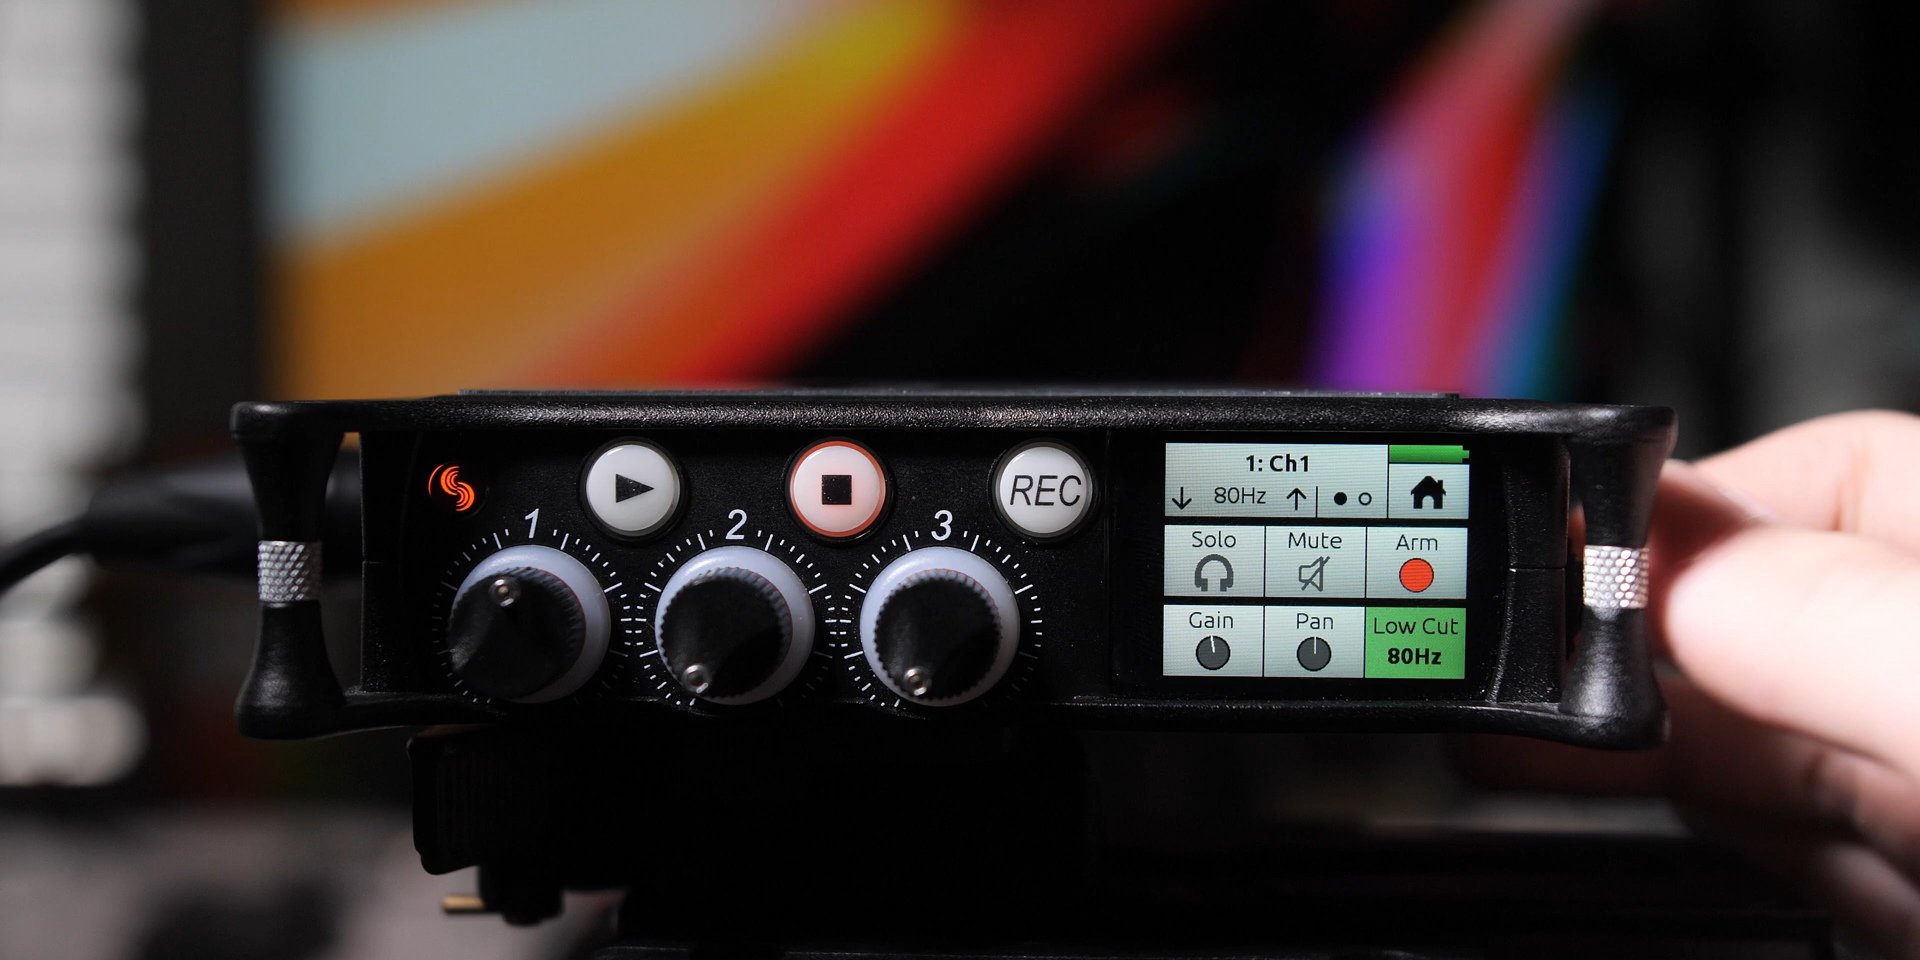 1
2
3
REC
1: Ch1
80Hz
Solo
Mute
Arm
Gain
Pan
Low Cut
80Hz